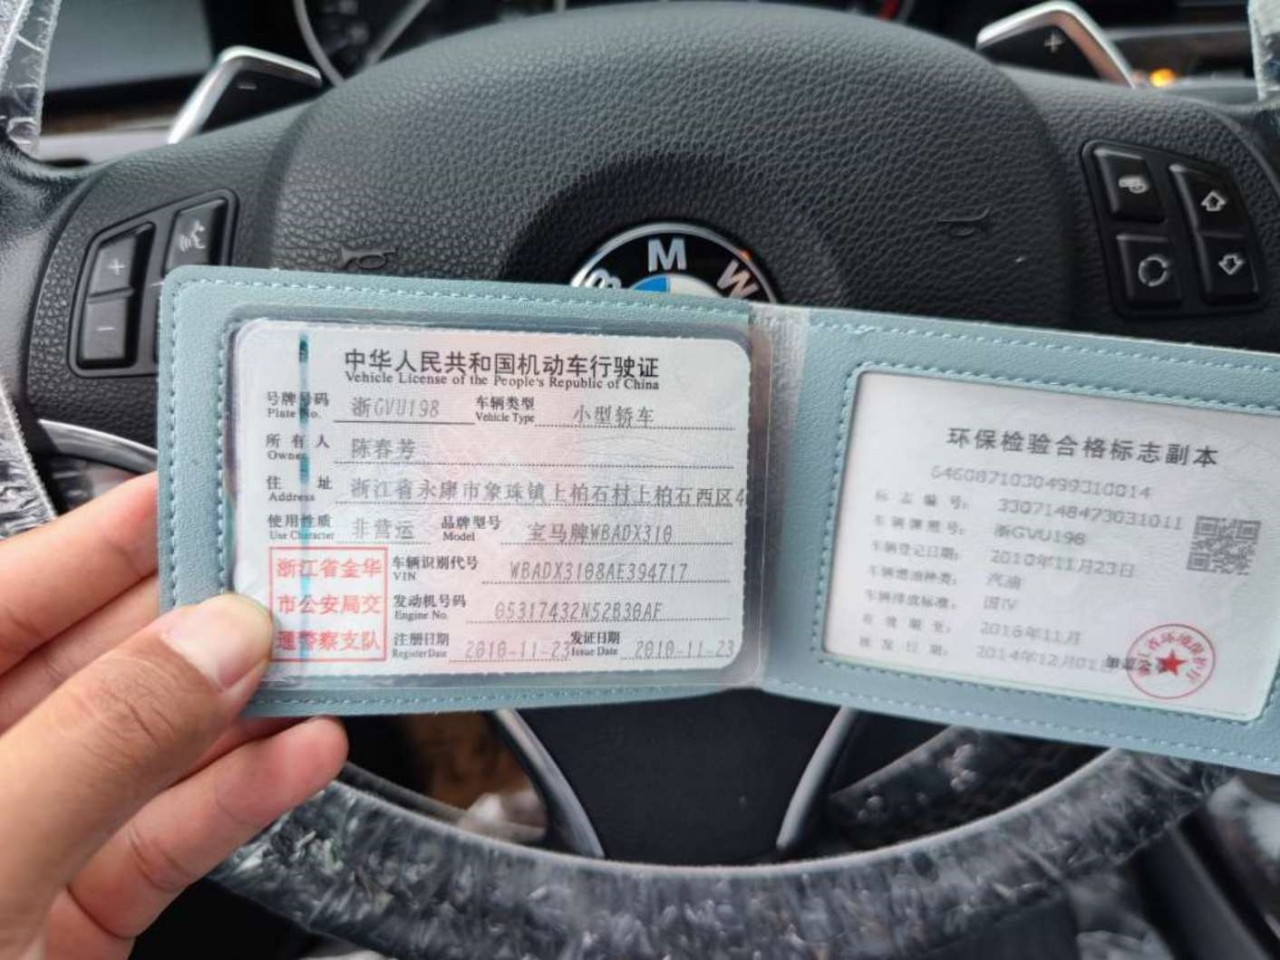 +
-
BMW
+
-
中华人民共和国机动车行驶证
Vehicle License of the People's Republic of China
号牌号码 浙GVU198 车辆类型 小型轿车
Plate No. Vehicle Type
所有人 陈春芳
Owner
住址 浙江省永康市象珠镇上柏石村上柏石西区4
Address
使用性质 非营运 品牌型号 宝马牌WBADX310
Use Character Model
浙江省金华
市公安局交
通警察支队
车辆识别代号 WBADX3108AE394717
VIN
发动机号码 05317432N52B30AF
Engine No.
注册日期 2010-11-23 发证日期 2010-11-23
Register Date Issue Date
环保检验合格标志副本
6460871030499310014
标志编号: 3307148473031011
车辆牌照号: 浙GVU198
车辆登记日期: 2010年11月23日
车辆燃油种类: 汽油
车辆排放标准: 国IV
有效期至: 2016年11月
核发日期: 2014年12月01日